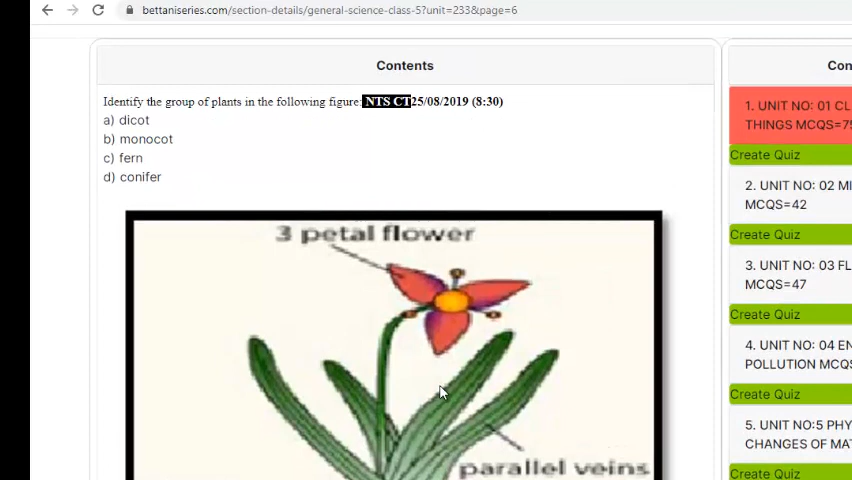 bettaniseries.com/section-details/general-science-class-5?unit=233&page=6
Contents
Identify the group of plants in the following figure: NTS CT25/08/2019 (8:30)
a) dicot
b) monocot
c) fern
d) conifer
3 petal flower
parallel veins
Con
1. UNIT NO: 01 CL
THINGS MCQS=75
Create Quiz
2. UNIT NO: 02 MI
MCQS=42
Create Quiz
3. UNIT NO: 03 FL
MCQS=47
Create Quiz
4. UNIT NO: 04 EN
POLLUTION MCQS
Create Quiz
5. UNIT NO:5 PHY
CHANGES OF MA
Create Quiz